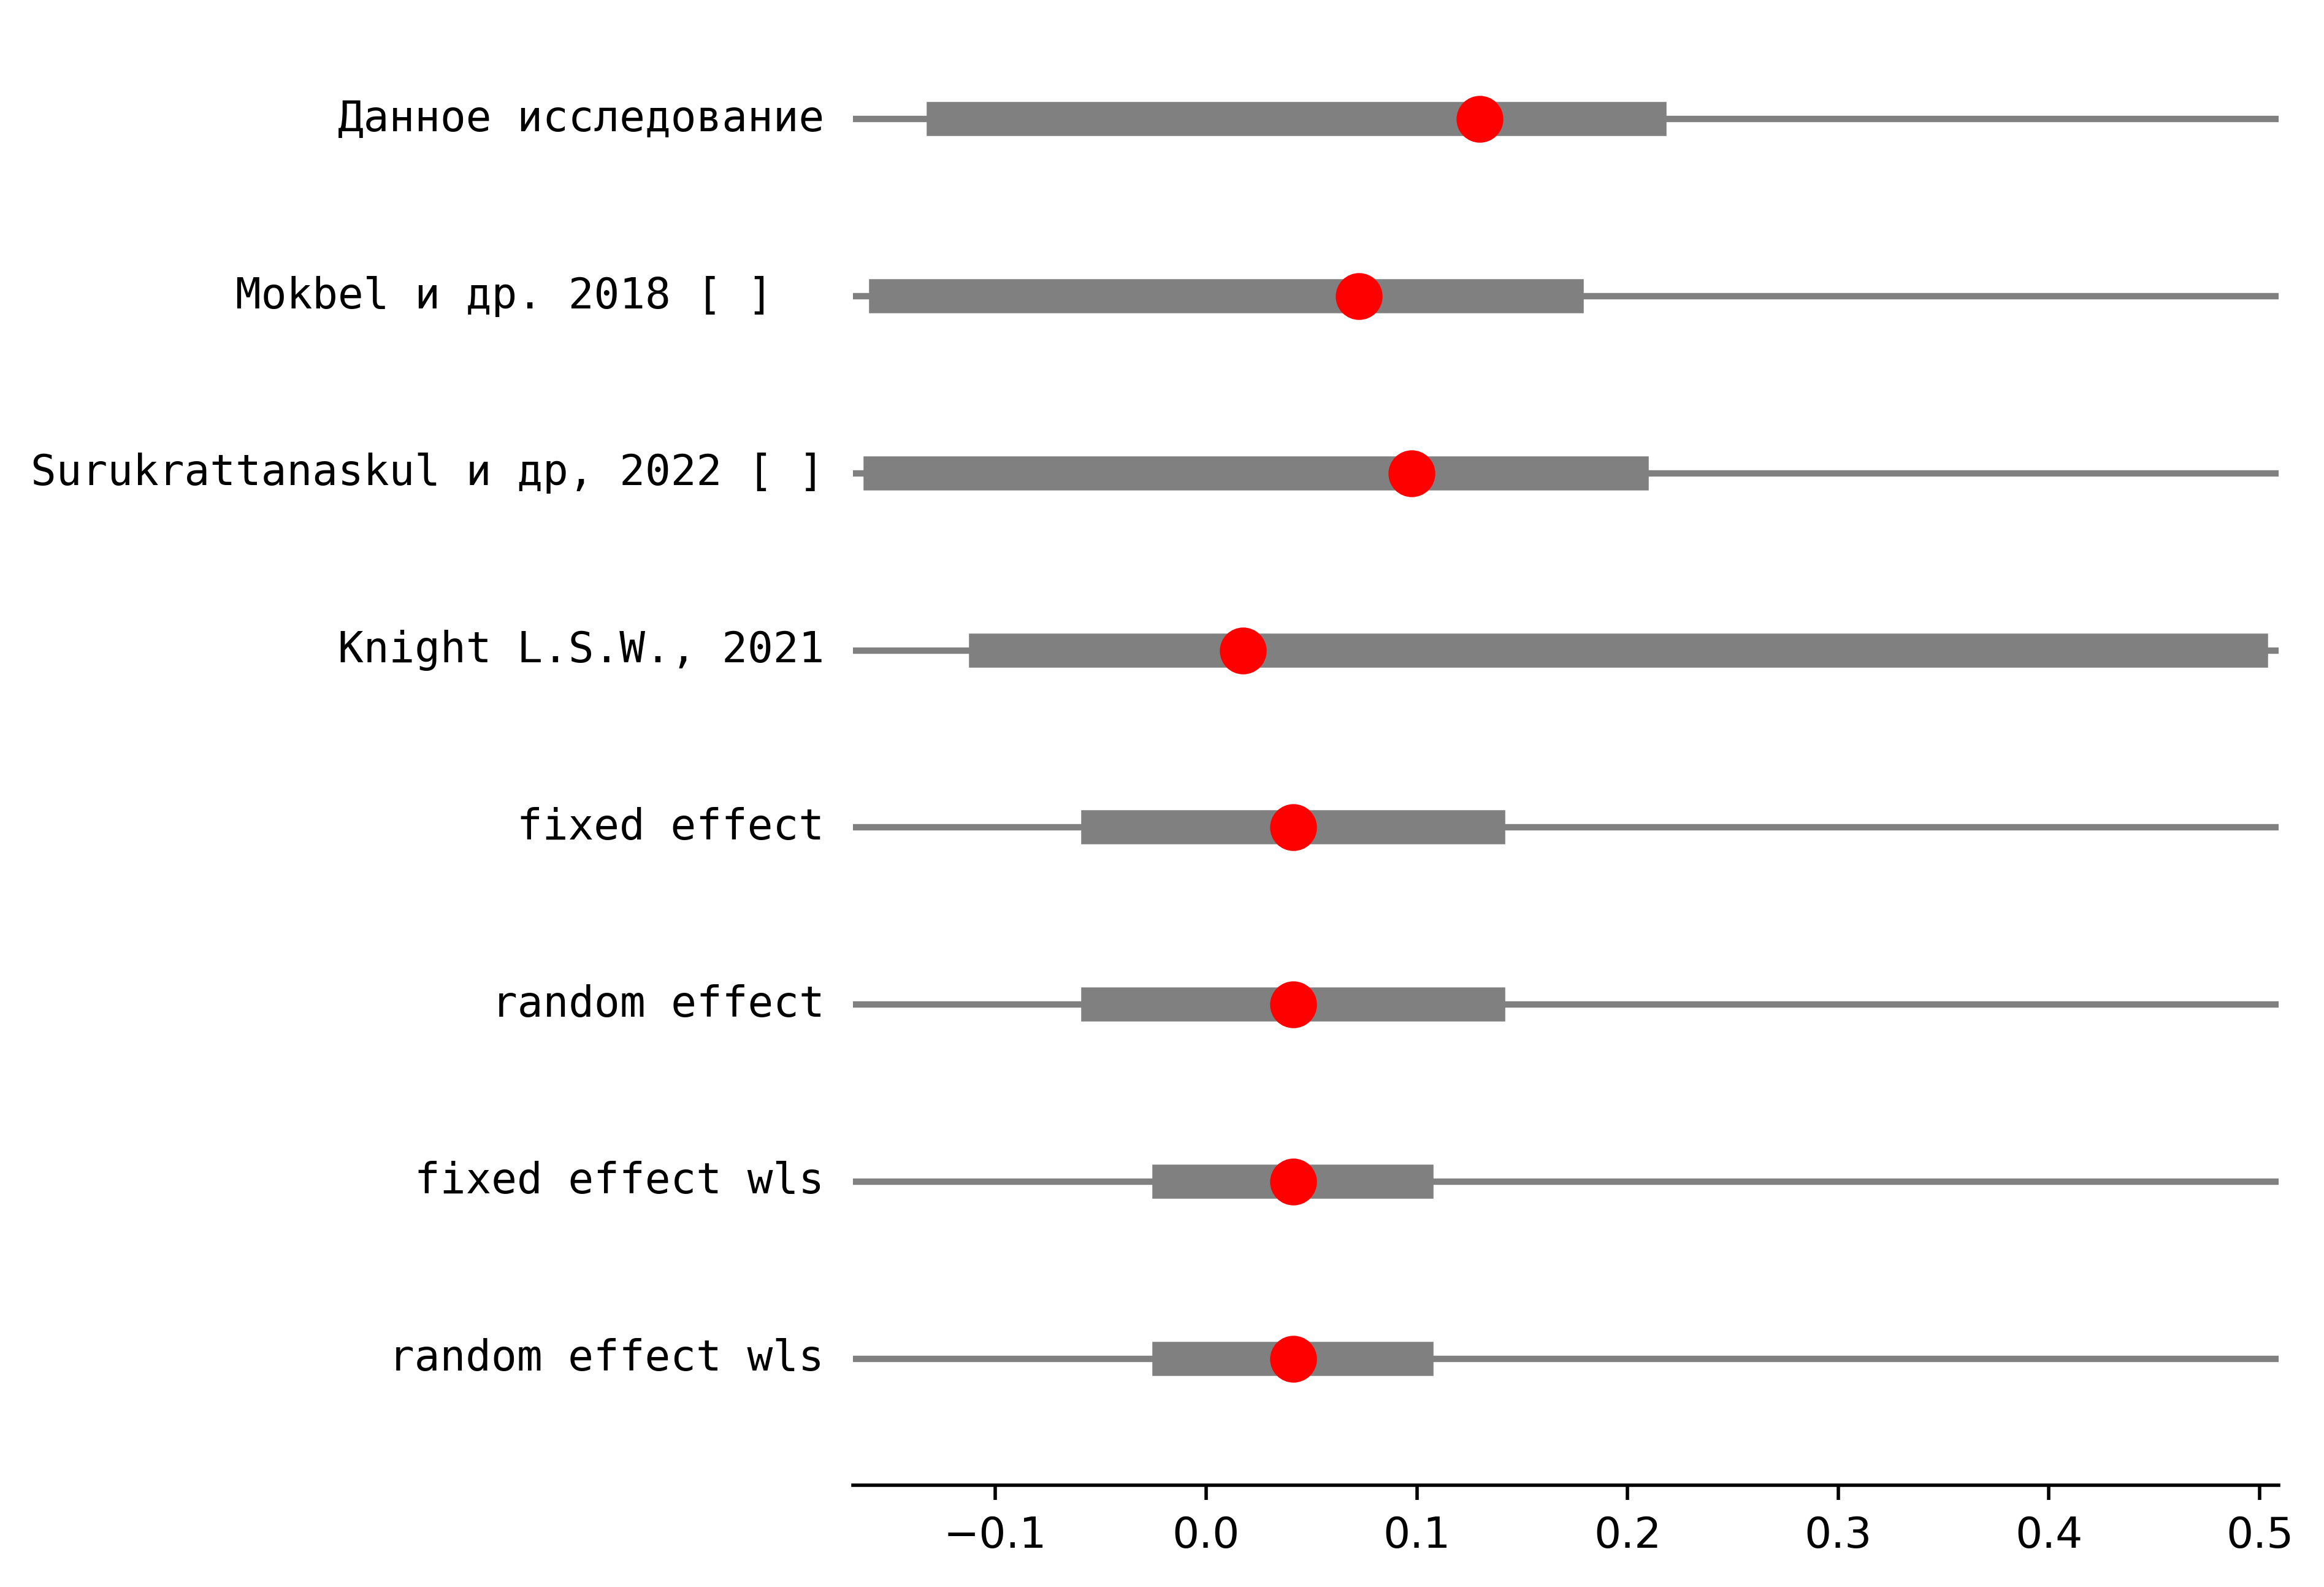 Данное исследование
Mokbel и др. 2018 [ ]
Surukrattanaskul и др, 2022 [ ]
Knight L.S.W., 2021
fixed effect
random effect
fixed effect wls
random effect wls
−0.1 0.0 0.1 0.2 0.3 0.4 0.5